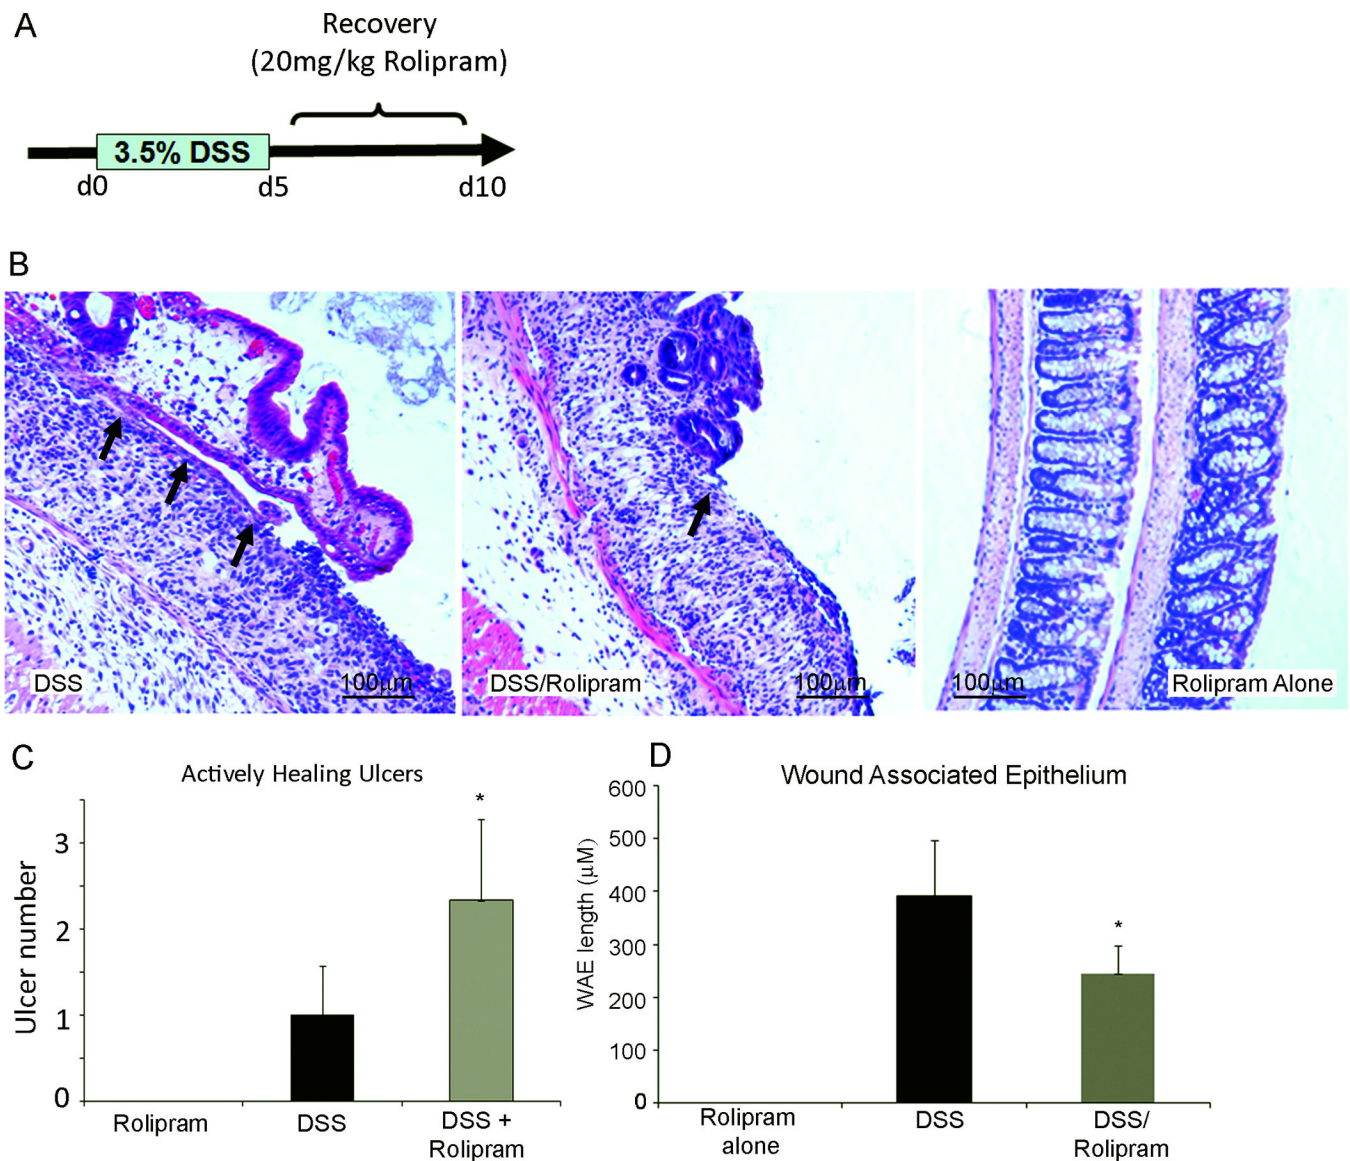 A
Recovery
(20mg/kg Rolipram)
3.5% DSS
d0
d5
d10
B
DSS
100μm
DSS/Rolipram
100μm
100μm
Rolipram Alone
C
Actively Healing Ulcers
Ulcer number
3
2
1
0
*
Rolipram
DSS
DSS +
Rolipram
D
Wound Associated Epithelium
WAE length (μM)
600
500
400
300
200
100
0
*
Rolipram
alone
DSS
DSS/
Rolipram